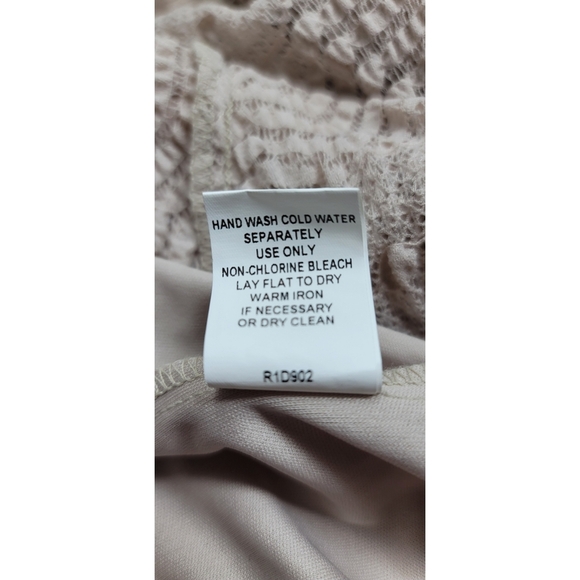 HAND WASH COLD WATER
SEPARATELY
USE ONLY
NON-CHLORINE BLEACH
LAY FLAT TO DRY
WARM IRON
IF NECESSARY
OR DRY CLEAN
R1D902